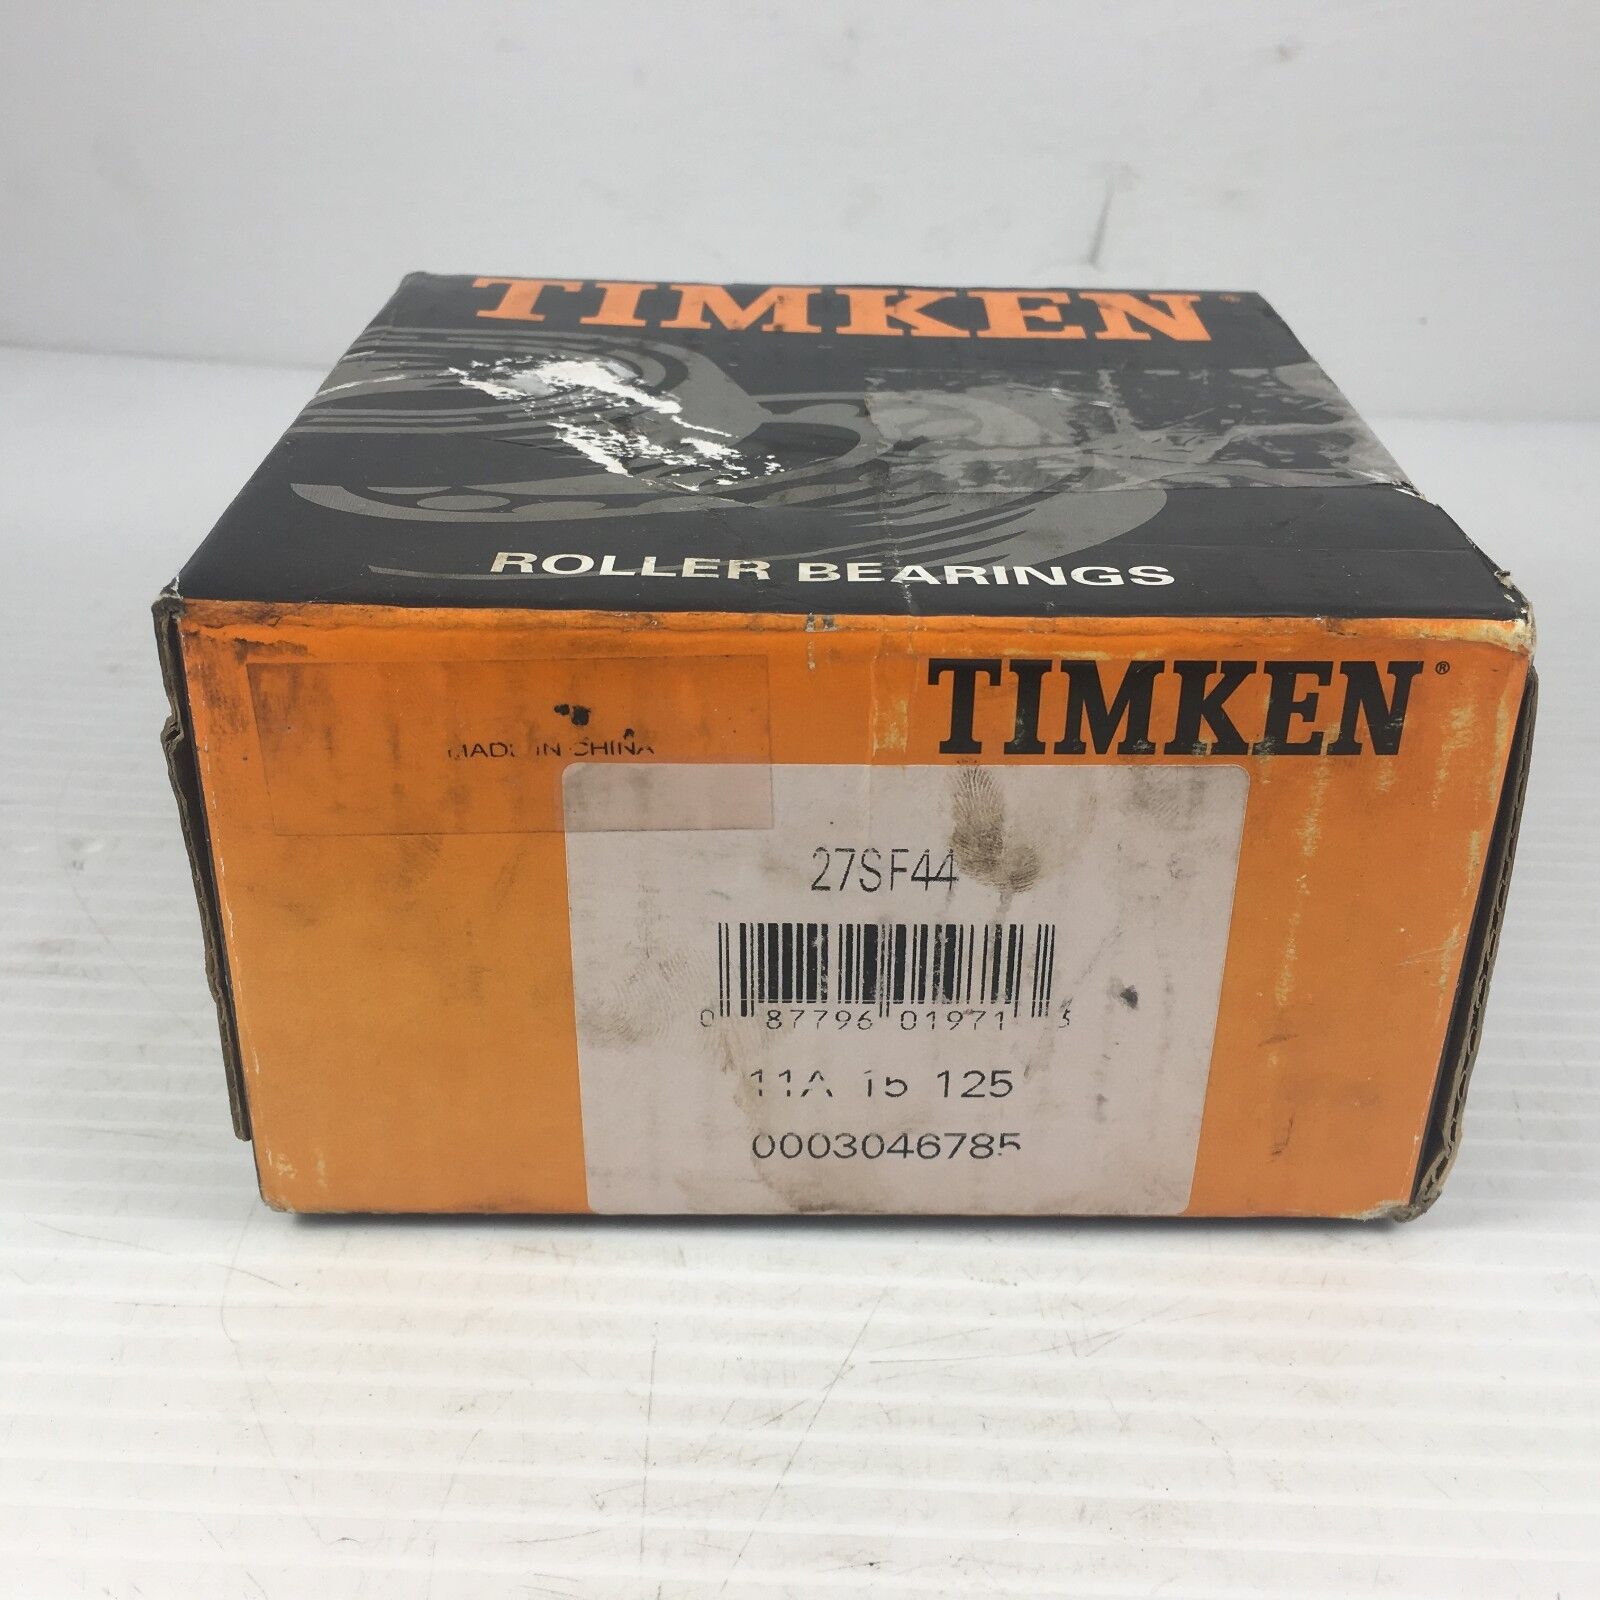 TIMKEN®
ROLLER BEARINGS
TIMKEN®
MADE IN CHINA
27SF44
0 87796 01971 5
11A 15 125
0003046785